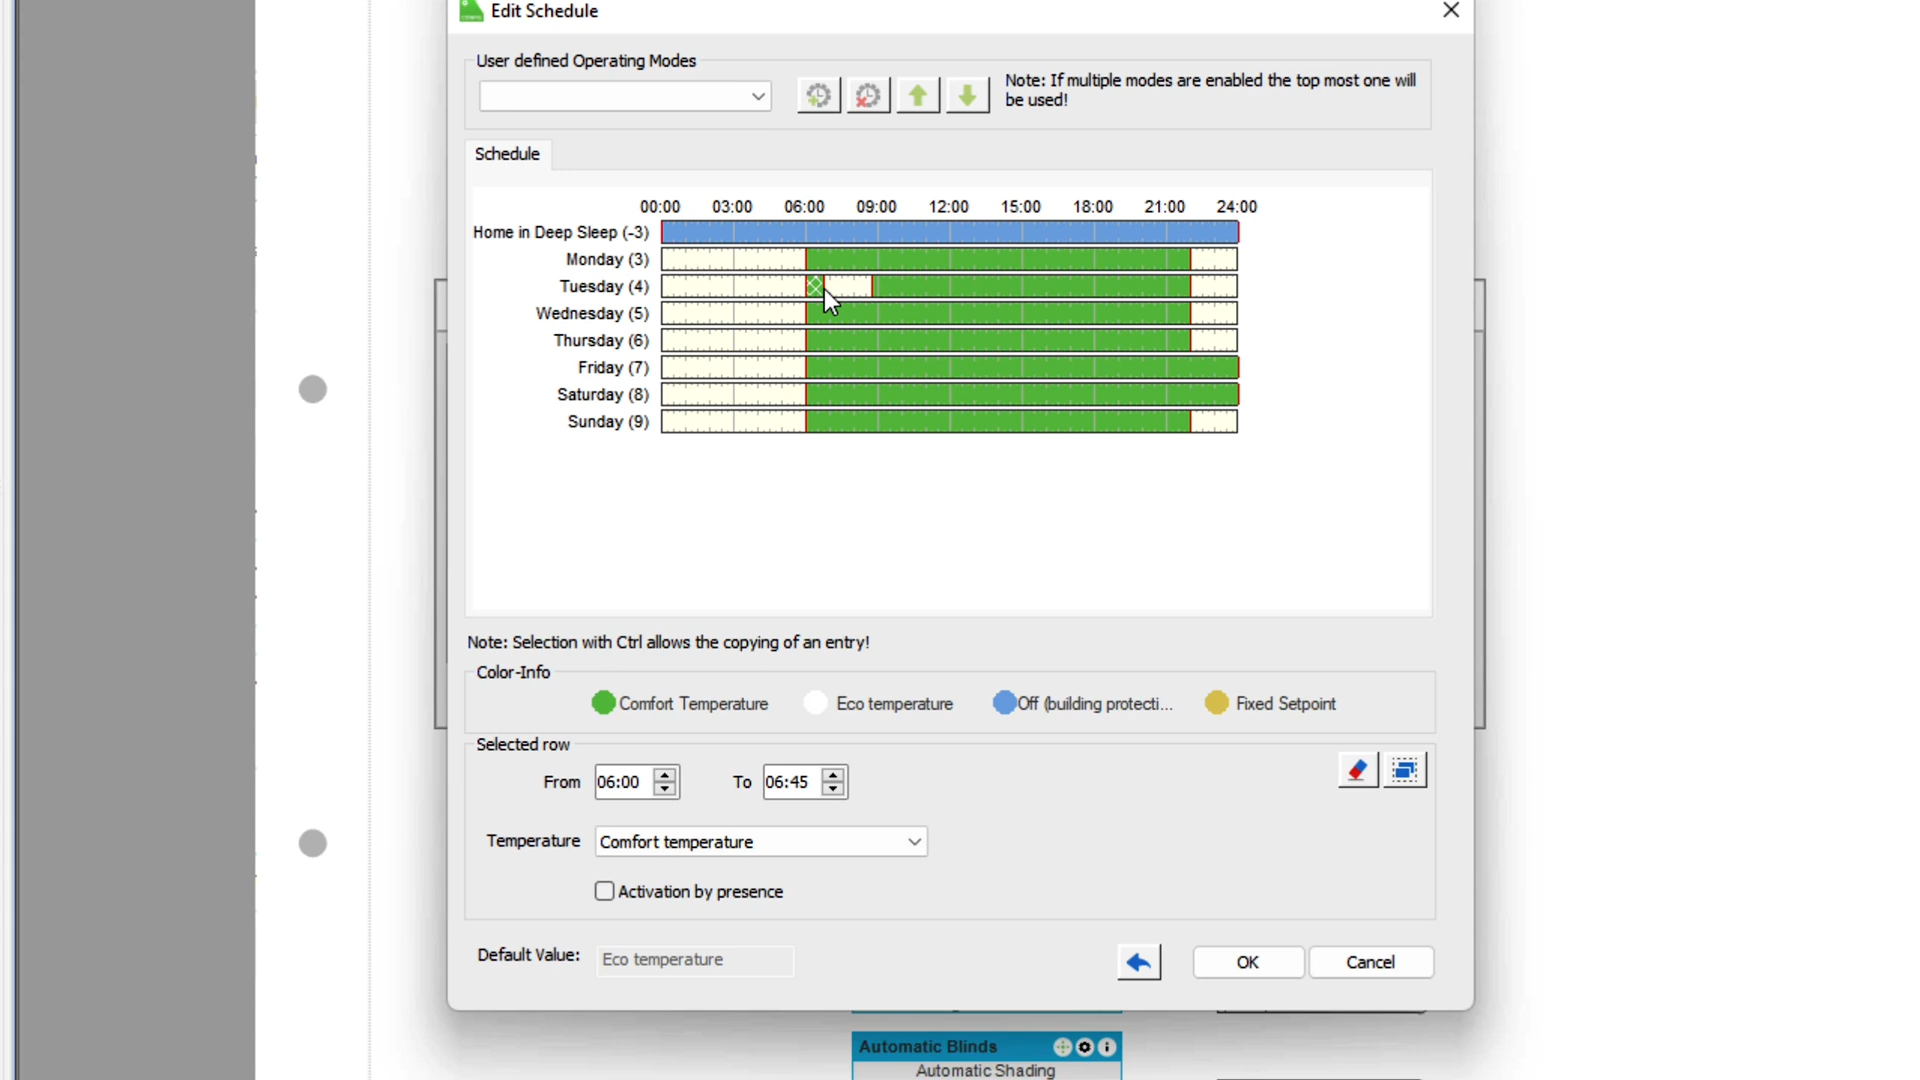 Edit Schedule
User defined Operating Modes
Note: If multiple modes are enabled the top most one will
be used!
Schedule
00:00 03:00 06:00 09:00 12:00 15:00 18:00 21:00 24:00
Home in Deep Sleep (-3)
Monday (3)
Tuesday (4)
Wednesday (5)
Thursday (6)
Friday (7)
Saturday (8)
Sunday (9)
Note: Selection with Ctrl allows the copying of an entry!
Color-Info
Comfort Temperature Eco temperature Off (building protecti... Fixed Setpoint
Selected row
From 06:00 To 06:45
Temperature Comfort temperature
Activation by presence
Default Value: Eco temperature
OK Cancel
Automatic Blinds
Automatic Shading